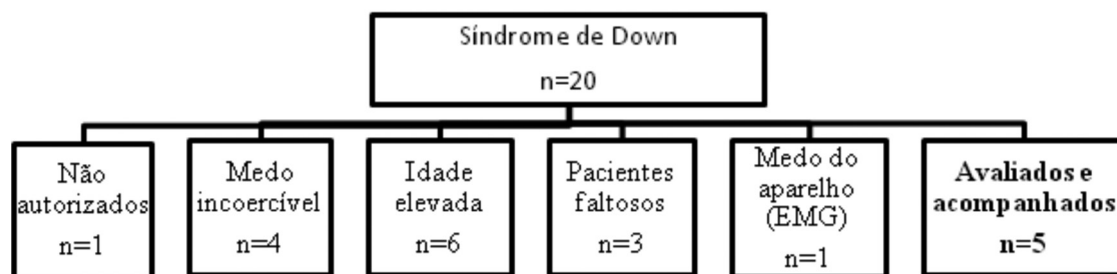 Síndrome de Down
n=20
Não
autorizados
n=1
Medo
incoercível
n=4
Idade
elevada
n=6
Pacientes
faltosos
n=3
Medo do
aparelho
(EMG)
n=1
Avaliados e
acompanhados
n=5